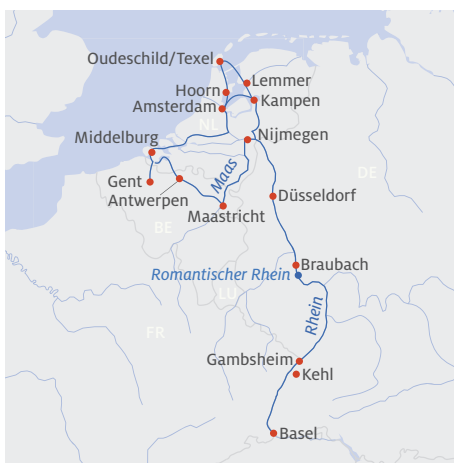 Oudeschild/Texel
Lemmer
Hoorn
Kampen
Amsterdam
NL
Nijmegen
Middelburg
Maas
DE
Gent
Düsseldorf
Antwerpen
Maastricht
BE
Braubach
Romantischer Rhein
LU
Rhein
FR
Gambsheim
Kehl
Basel